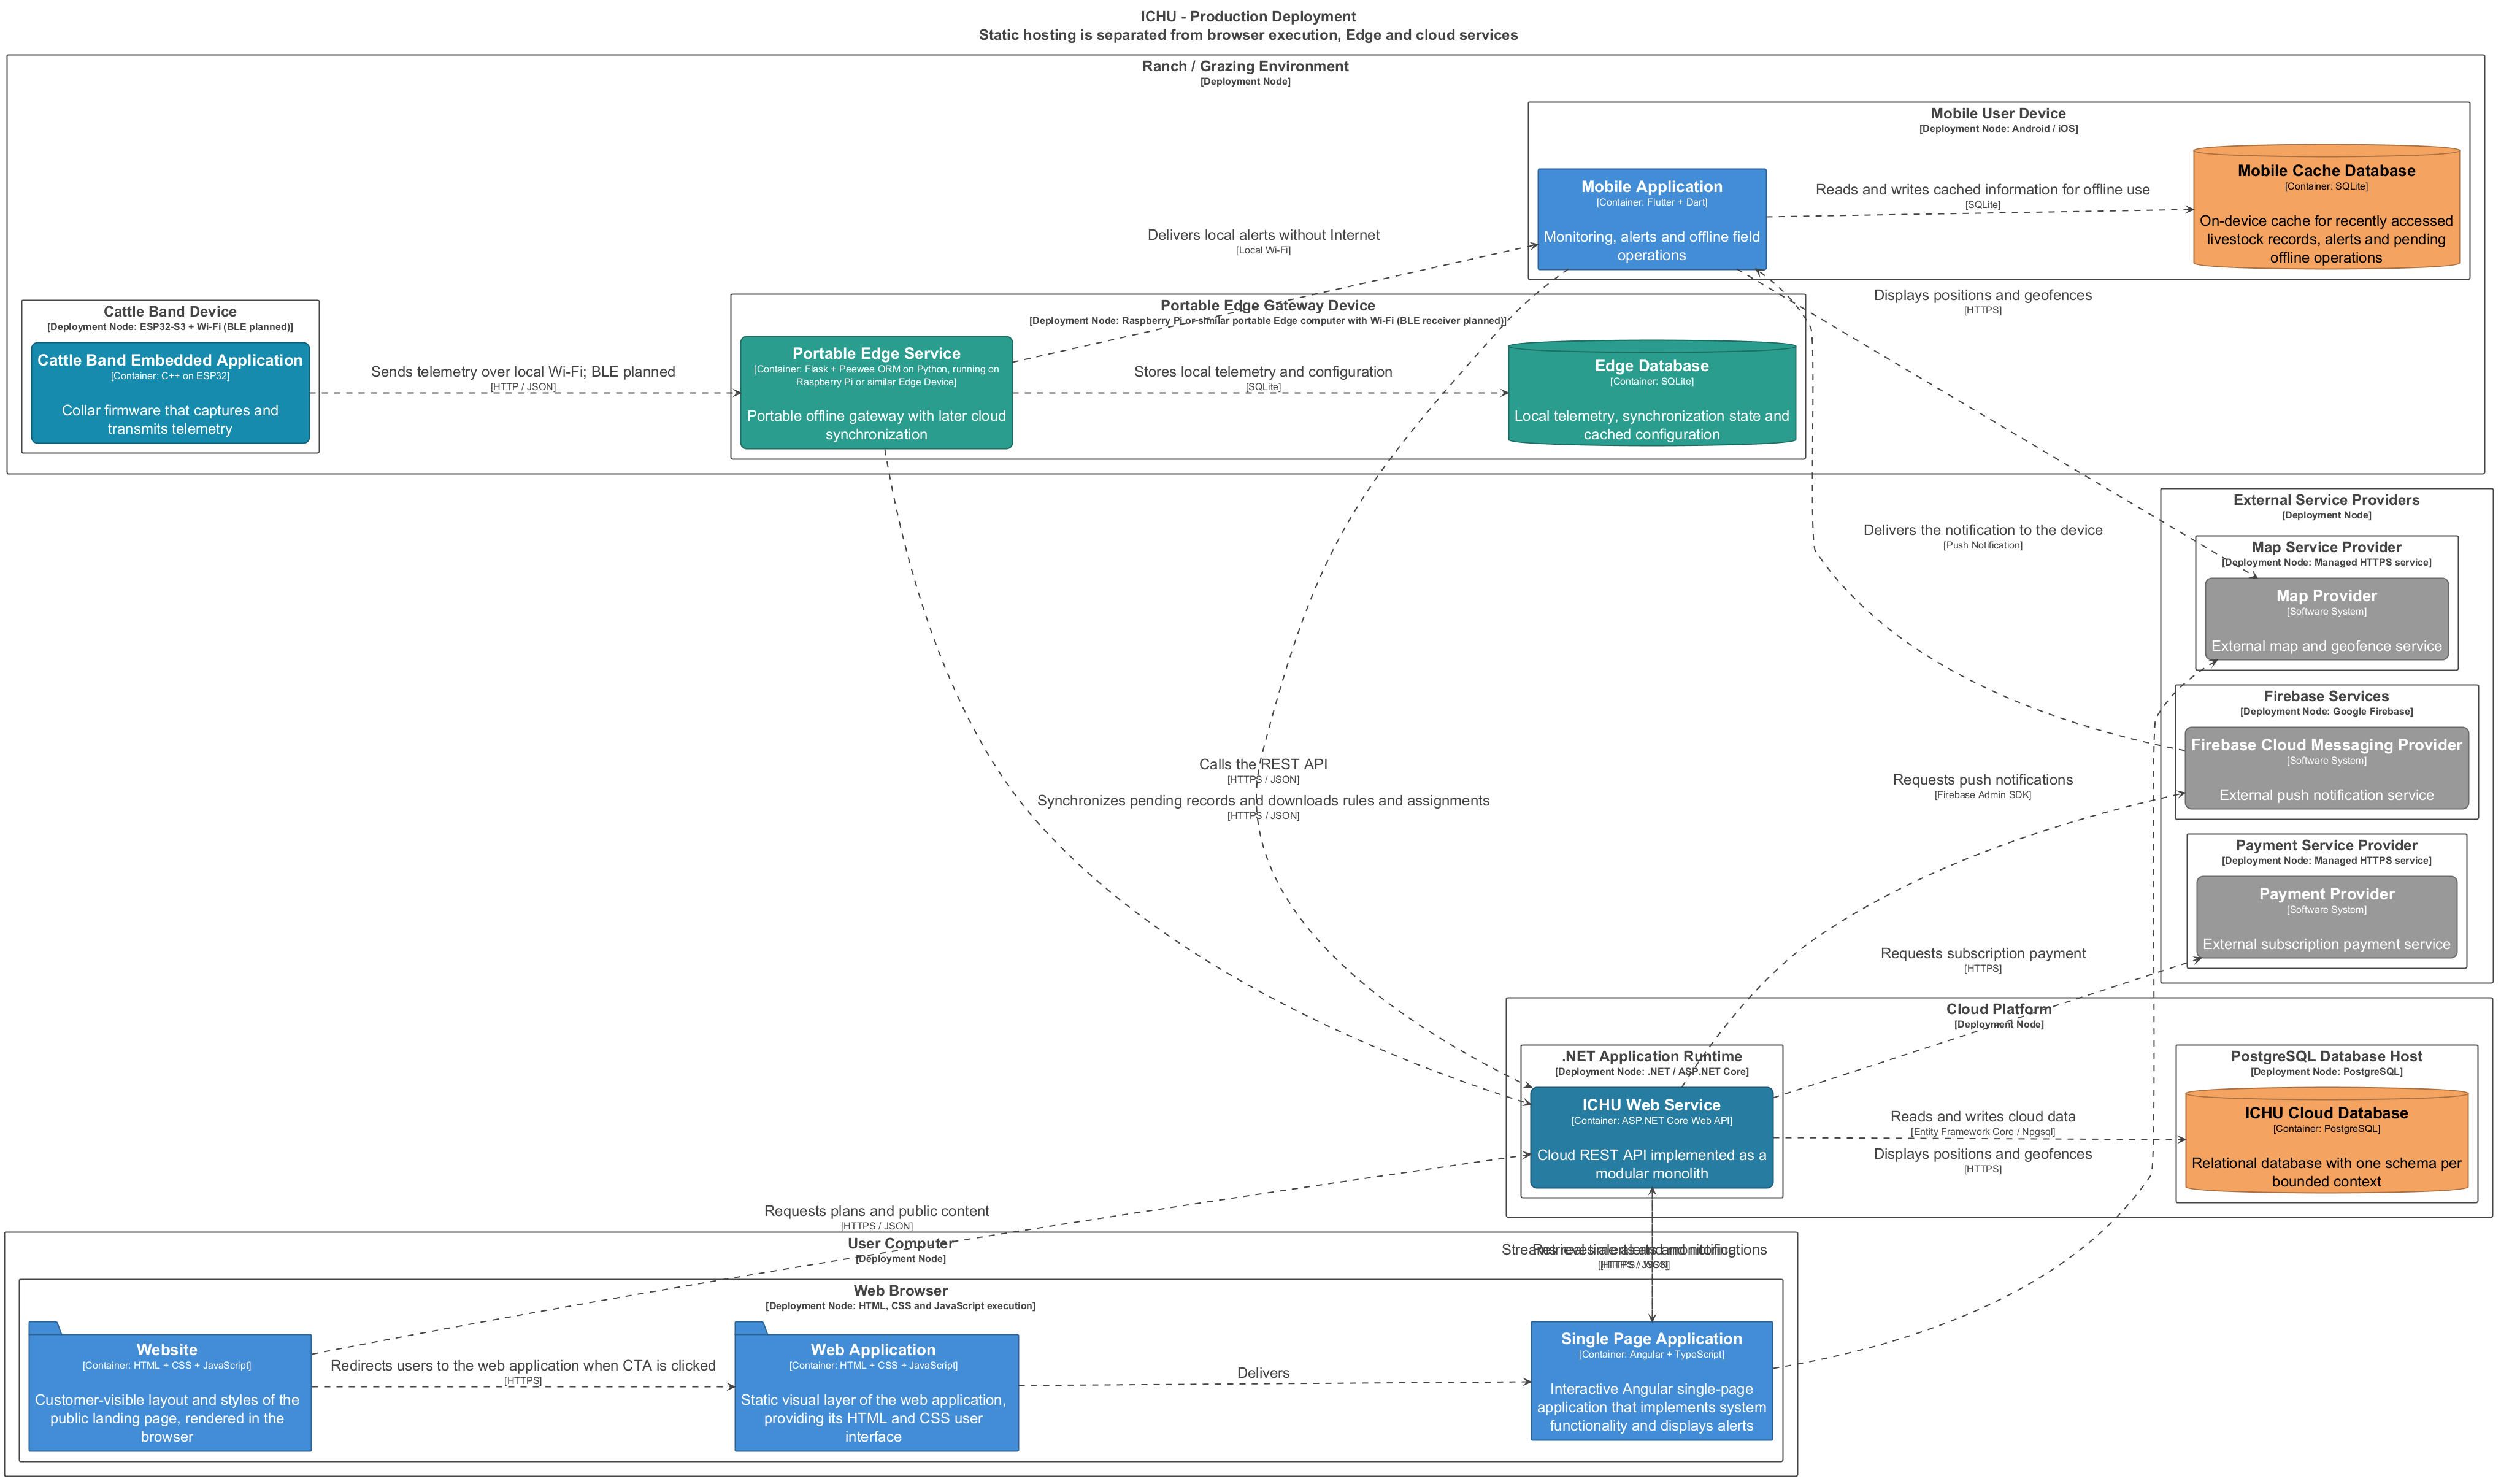 ICHU - Production Deployment
Static hosting is separated from browser execution, Edge and cloud services
Ranch / Grazing Environment
[Deployment Node]
Mobile User Device
[Deployment Node: Android / iOS]
Mobile Application
[Container: Flutter + Dart]
Monitoring, alerts and offline field
operations
Reads and writes cached information for offline use
[SQLite]
Mobile Cache Database
[Container: SQLite]
On-device cache for recently accessed
livestock records, alerts and pending
offline operations
Delivers local alerts without Internet
[Local Wi-Fi]
Cattle Band Device
[Deployment Node: ESP32-S3 + Wi-Fi (BLE planned)]
Cattle Band Embedded Application
[Container: C++ on ESP32]
Collar firmware that captures and
transmits telemetry
Sends telemetry over local Wi-Fi; BLE planned
[HTTP / JSON]
Portable Edge Gateway Device
[Deployment Node: Raspberry Pi or similar portable Edge computer with Wi-Fi (BLE receiver planned)]
Portable Edge Service
[Container: Flask + Peewee ORM on Python, running on
Raspberry Pi or similar Edge Device]
Portable offline gateway with later cloud
synchronization
Stores local telemetry and configuration
[SQLite]
Edge Database
[Container: SQLite]
Local telemetry, synchronization state and
cached configuration
Displays positions and geofences
[HTTPS]
External Service Providers
[Deployment Node]
Map Service Provider
[Deployment Node: Managed HTTPS service]
Map Provider
[Software System]
External map and geofence service
Delivers the notification to the device
[Push Notification]
Firebase Services
[Deployment Node: Google Firebase]
Firebase Cloud Messaging Provider
[Software System]
External push notification service
Calls the REST API
[HTTPS / JSON]
Synchronizes pending records and downloads rules and assignments
[HTTPS / JSON]
Requests push notifications
[Firebase Admin SDK]
Payment Service Provider
[Deployment Node: Managed HTTPS service]
Payment Provider
[Software System]
External subscription payment service
Requests subscription payment
[HTTPS]
Cloud Platform
[Deployment Node]
.NET Application Runtime
[Deployment Node: .NET / ASP.NET Core]
ICHU Web Service
[Container: ASP.NET Core Web API]
Cloud REST API implemented as a
modular monolith
Reads and writes cloud data
[Entity Framework Core / Npgsql]
Displays positions and geofences
[HTTPS]
PostgreSQL Database Host
[Deployment Node: PostgreSQL]
ICHU Cloud Database
[Container: PostgreSQL]
Relational database with one schema per
bounded context
Requests plans and public content
[HTTPS / JSON]
User Computer
[Deployment Node]
Web Browser
[Deployment Node: HTML, CSS and JavaScript execution]
Website
[Container: HTML + CSS + JavaScript]
Customer-visible layout and styles of the
public landing page, rendered in the
browser
Redirects users to the web application when CTA is clicked
[HTTPS]
Web Application
[Container: HTML + CSS + JavaScript]
Static visual layer of the web application,
providing its HTML and CSS user
interface
Delivers
Single Page Application
[Container: Angular + TypeScript]
Interactive Angular single-page
application that implements system
functionality and displays alerts